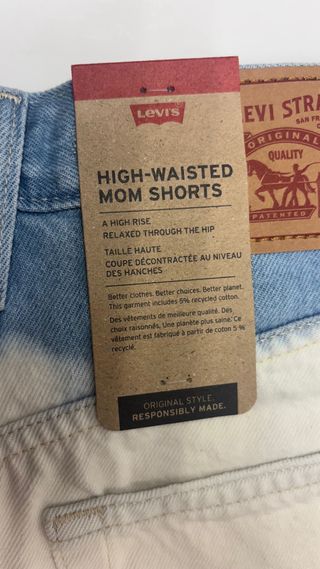 Levi's
HIGH-WAISTED
MOM SHORTS
A HIGH RISE
RELAXED THROUGH THE HIP
TAILLE HAUTE
COUPE DÉCONTRACTÉE AU NIVEAU
DES HANCHES
Better clothes. Better choices. Better planet.
This garment includes 5% recycled cotton.
Des vêtements de meilleure qualité. Des
choix raisonnés. Une planète plus saine. Ce
vêtement est fabriqué à partir de coton 5 %
recyclé.
ORIGINAL STYLE.
RESPONSIBLY MADE.
EVI STRA
SAN FR
ORIGINAL
QUALITY
PATENTED